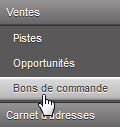 Ventes
Pistes
Opportunités
Bons de commande
Carnet d'adresses